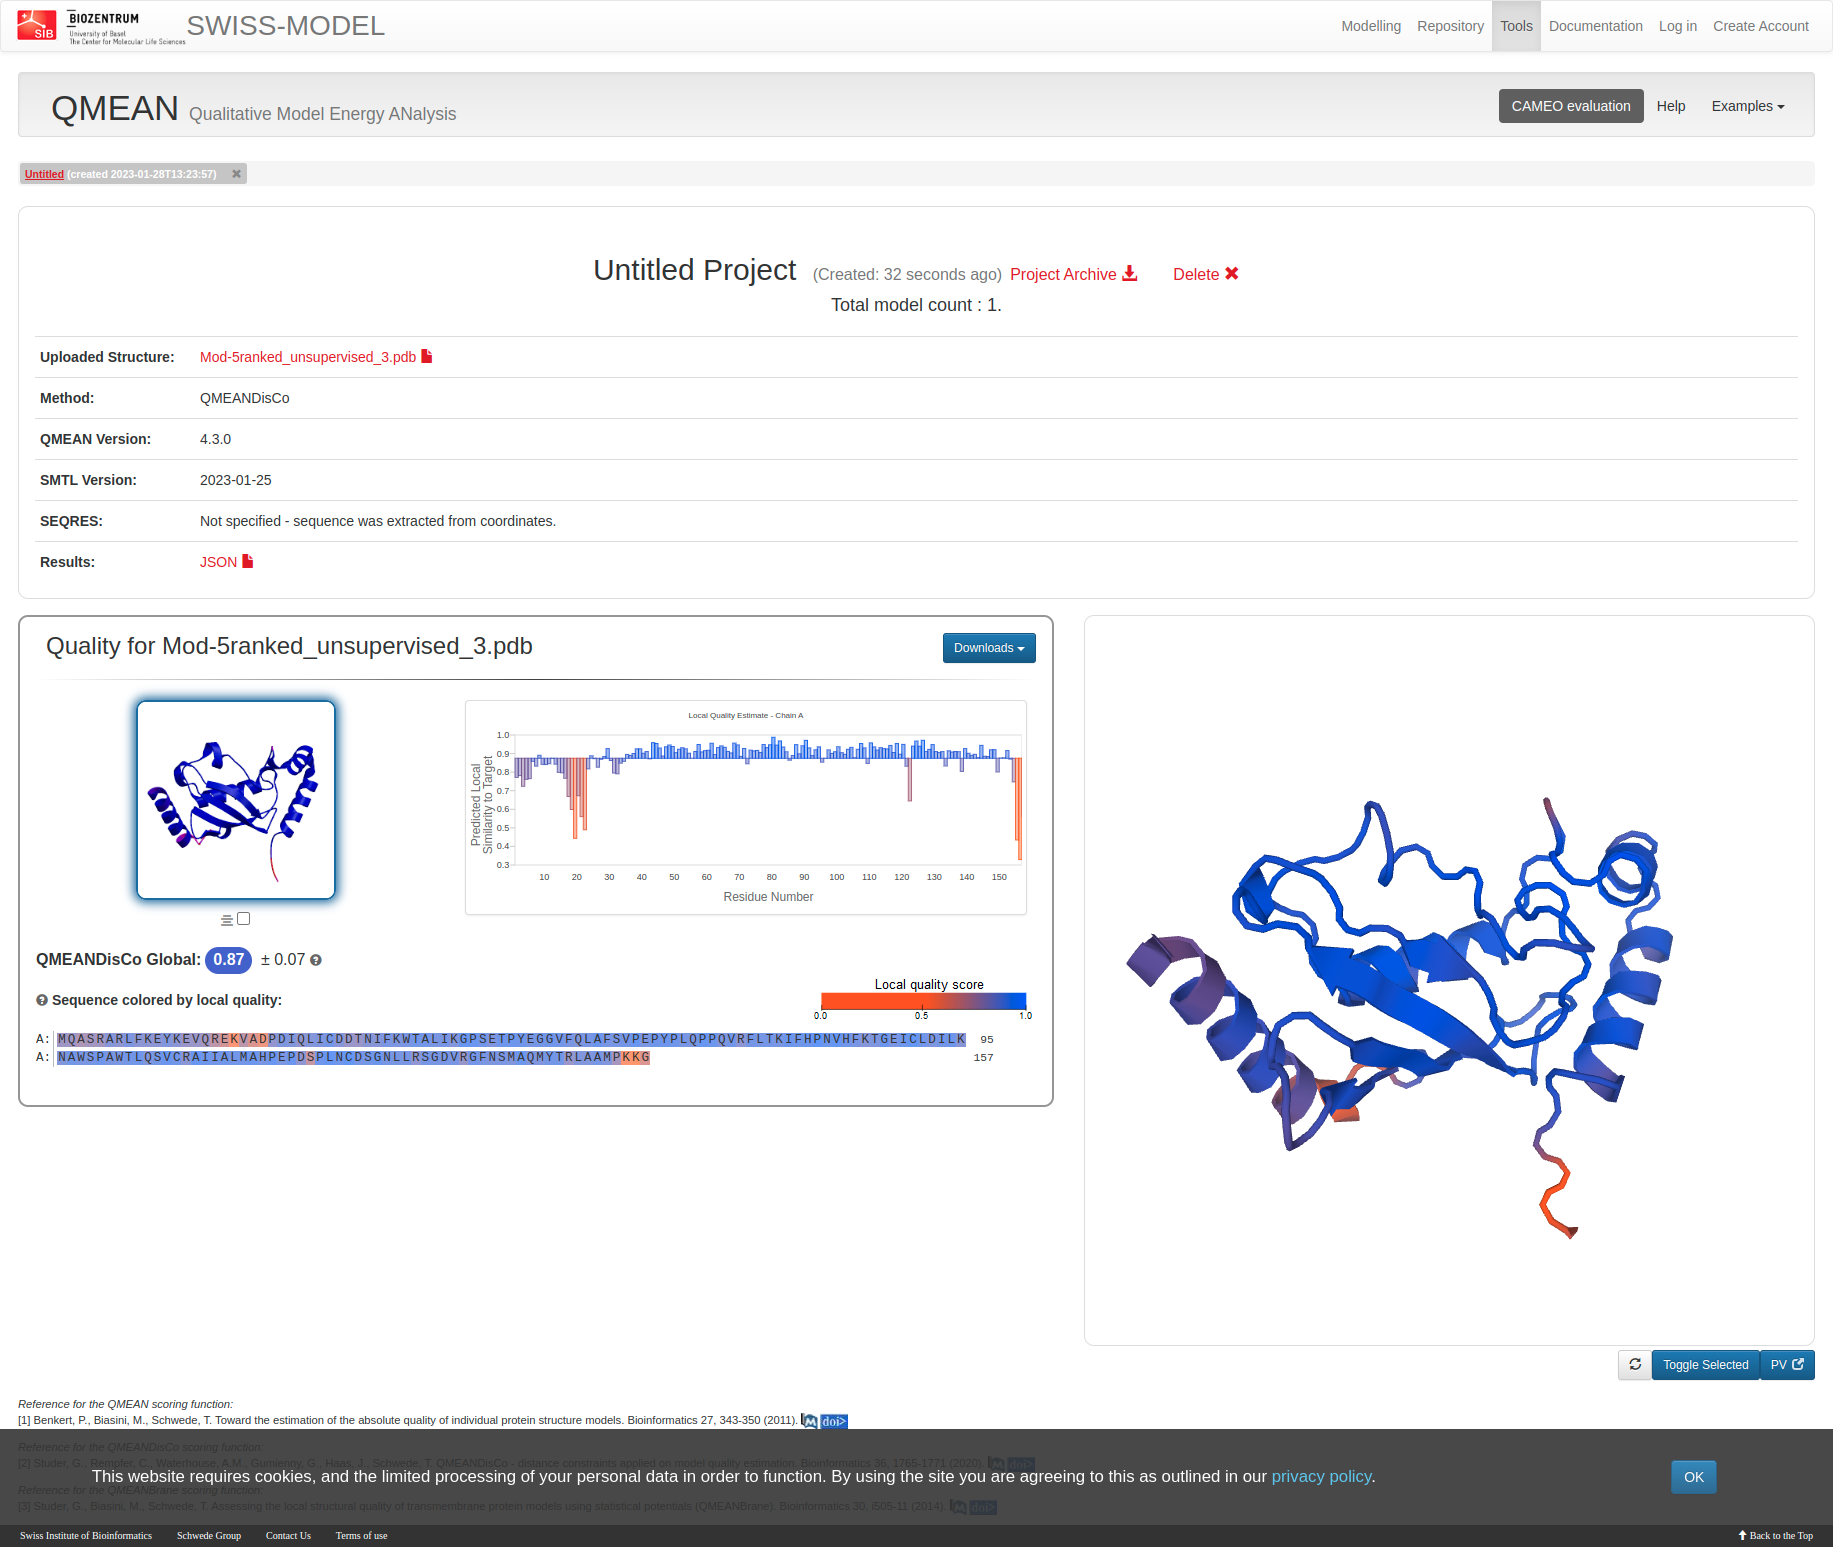 SIB
BIOZENTRUM
University of Basel
The Center for Molecular Life Sciences
SWISS-MODEL
Modelling Repository Tools Documentation Log in Create Account
QMEAN Qualitative Model Energy ANalysis
CAMEO evaluation Help Examples
Untitled (created 2023-01-28T13:23:57)
Untitled Project (Created: 32 seconds ago) Project Archive Delete
Total model count : 1.
Uploaded Structure: Mod-5ranked_unsupervised_3.pdb
Method: QMEANDisCo
QMEAN Version: 4.3.0
SMTL Version: 2023-01-25
SEQRES: Not specified - sequence was extracted from coordinates.
Results: JSON
Quality for Mod-5ranked_unsupervised_3.pdb
Downloads
Local Quality Estimate - Chain A
Predicted Local
Similarity to Target
1.0
0.9
0.8
0.7
0.6
0.5
0.4
0.3
10 20 30 40 50 60 70 80 90 100 110 120 130 140 150
Residue Number
QMEANDisCo Global: 0.87 ± 0.07
Sequence colored by local quality:
Local quality score
0.0 0.5 1.0
A: MQASRARLFKEYKEVQREKVADPDIQLICDDTNIFKWTALIKGPSETPYEGGVFQLAFSVPEPYPLQPPQVRFLTKIFHPNVHFKTGEICLDILK 95
A: NAWSPAWTLQSVCRAIIALMAHPEPDSPLNCDSGNLLRSGDVRGFNSMAQMYTRLAAMPKKG 157
Toggle Selected
PV
Reference for the QMEAN scoring function:
[1] Benkert, P., Biasini, M., Schwede, T. Toward the estimation of the absolute quality of individual protein structure models. Bioinformatics 27, 343-350 (2011). M doi>
Reference for the QMEANDisCo scoring function:
[2] Studer, G., Rempfer, C., Waterhouse, A.M., Gumienny, G., Haas, J., Schwede, T. QMEANDisCo - distance constraints applied on model quality estimation. Bioinformatics 36, 1765-1771 (2020). M doi>
This website requires cookies, and the limited processing of your personal data in order to function. By using the site you are agreeing to this as outlined in our privacy policy.
OK
Reference for the QMEANBrane scoring function:
[3] Studer, G., Biasini, M., Schwede, T. Assessing the local structural quality of transmembrane protein models using statistical potentials (QMEANBrane). Bioinformatics 30, i505-11 (2014). M doi>
Swiss Institute of Bioinformatics Schwede Group Contact Us Terms of use Back to the Top